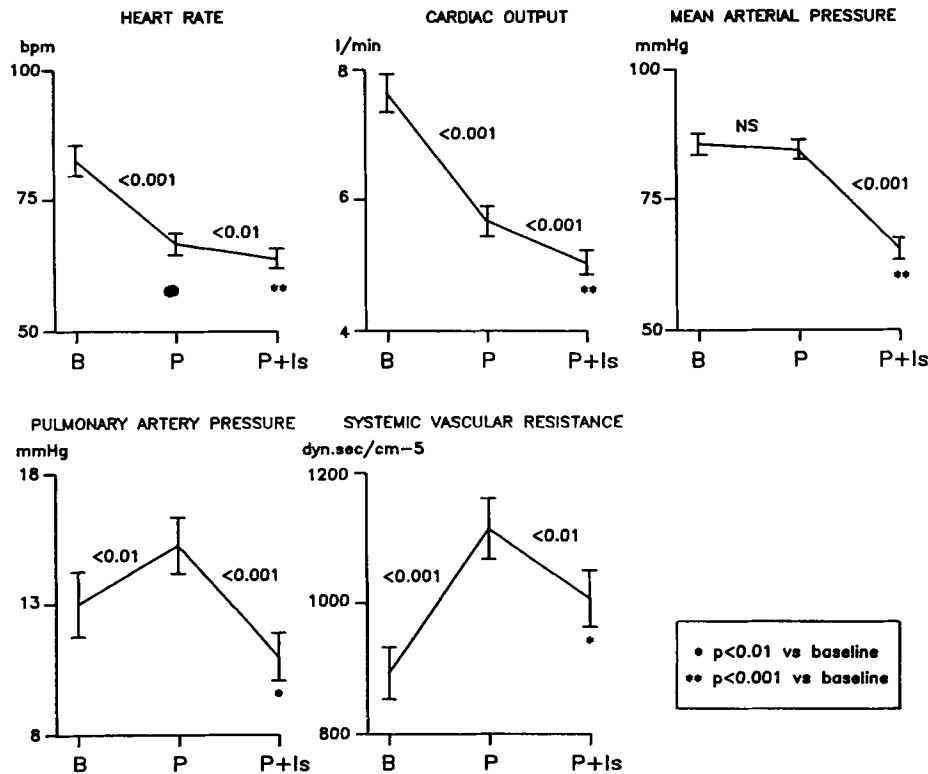 HEART RATE
bpm
100
75
50
<0.001
<0.01
**
B P P+Is
CARDIAC OUTPUT
l/min
8
6
4
<0.001
<0.001
**
B P P+Is
MEAN ARTERIAL PRESSURE
mmHg
100
75
50
NS
<0.001
**
B P P+Is
PULMONARY ARTERY PRESSURE
mmHg
18
13
8
<0.01
<0.001
•
B P P+Is
SYSTEMIC VASCULAR RESISTANCE
dyn.sec/cm-5
1200
1000
800
<0.001
<0.01
*
B P P+Is
• p<0.01 vs baseline
** p<0.001 vs baseline